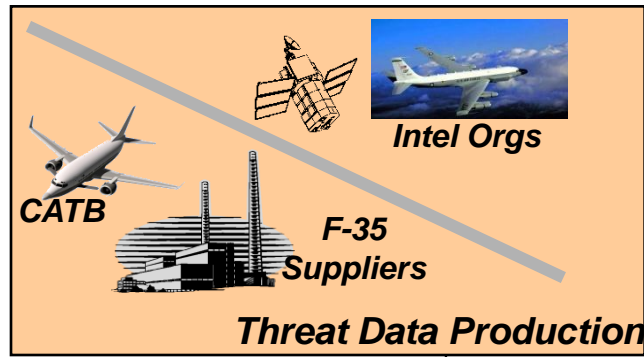 Intel Orgs
CATB
F-35
Suppliers
Threat Data Production